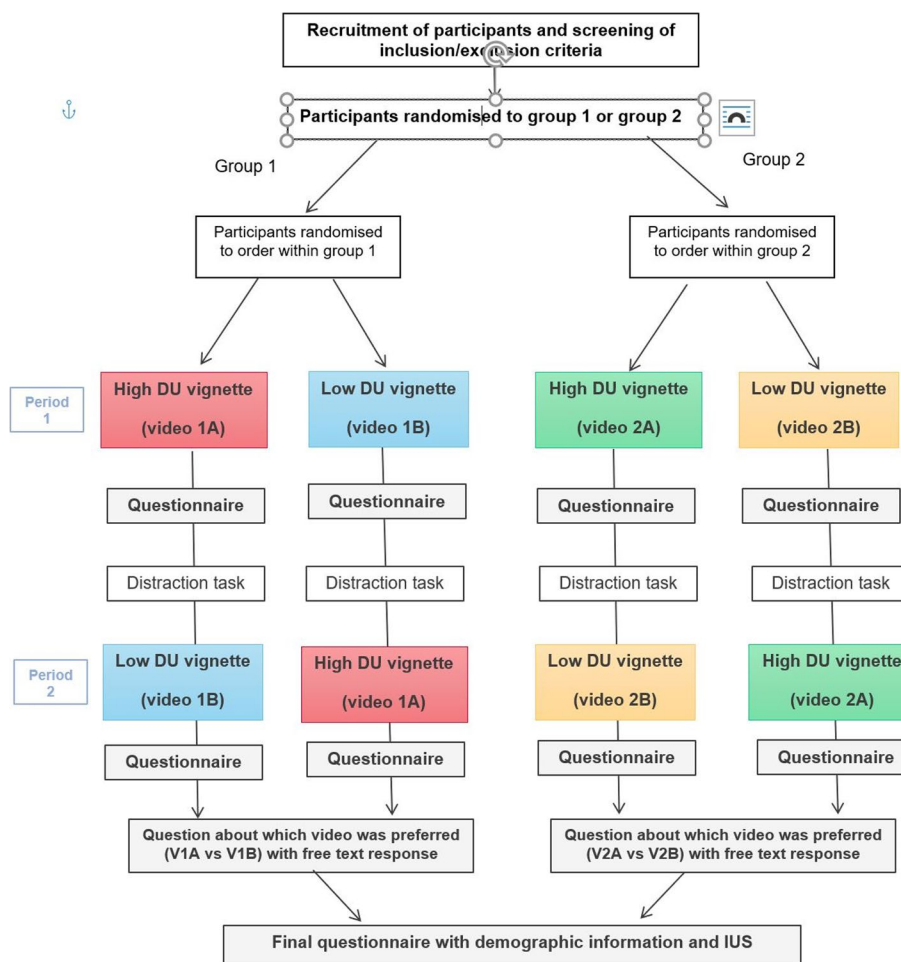 Recruitment of participants and screening of
inclusion/exclusion criteria
Participants randomised to group 1 or group 2
Group 1
Group 2
Participants randomised
to order within group 1
Participants randomised
to order within group 2
Period
1
High DU vignette
(video 1A)
Low DU vignette
(video 1B)
High DU vignette
(video 2A)
Low DU vignette
(video 2B)
Questionnaire
Questionnaire
Questionnaire
Questionnaire
Distraction task
Distraction task
Distraction task
Distraction task
Period
2
Low DU vignette
(video 1B)
High DU vignette
(video 1A)
Low DU vignette
(video 2B)
High DU vignette
(video 2A)
Questionnaire
Questionnaire
Questionnaire
Questionnaire
Question about which video was preferred
(V1A vs V1B) with free text response
Question about which video was preferred
(V2A vs V2B) with free text response
Final questionnaire with demographic information and IUS